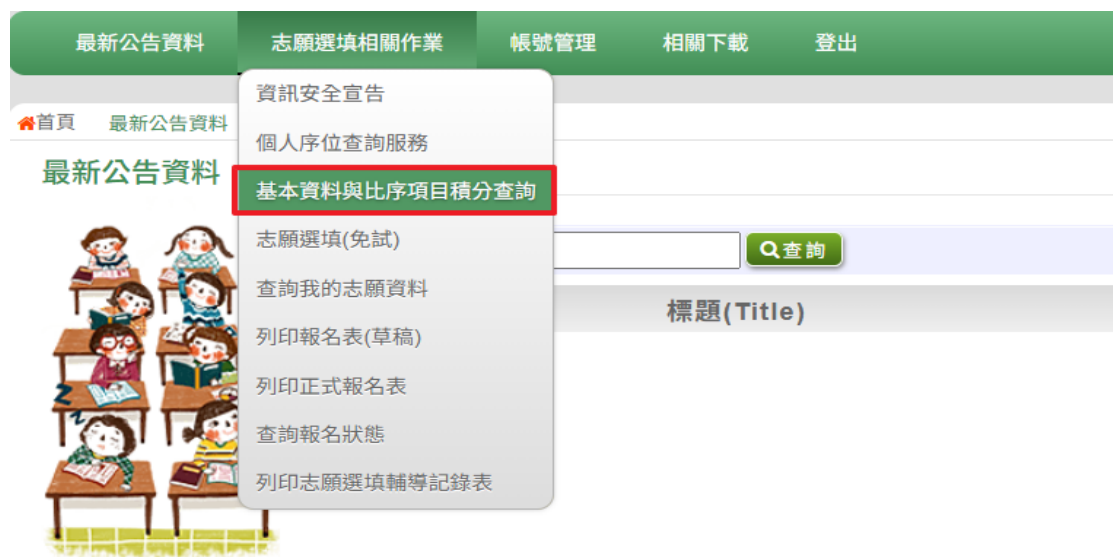 最新公告資料 志願選填相關作業 帳號管理 相關下載 登出
資訊安全宣告
首頁 最新公告資料
個人序位查詢服務
最新公告資料
基本資料與比序項目積分查詢
志願選填(免試)
查詢
查詢我的志願資料
標題(Title)
列印報名表(草稿)
列印正式報名表
查詢報名狀態
列印志願選填輔導記錄表
Z
Z
Z